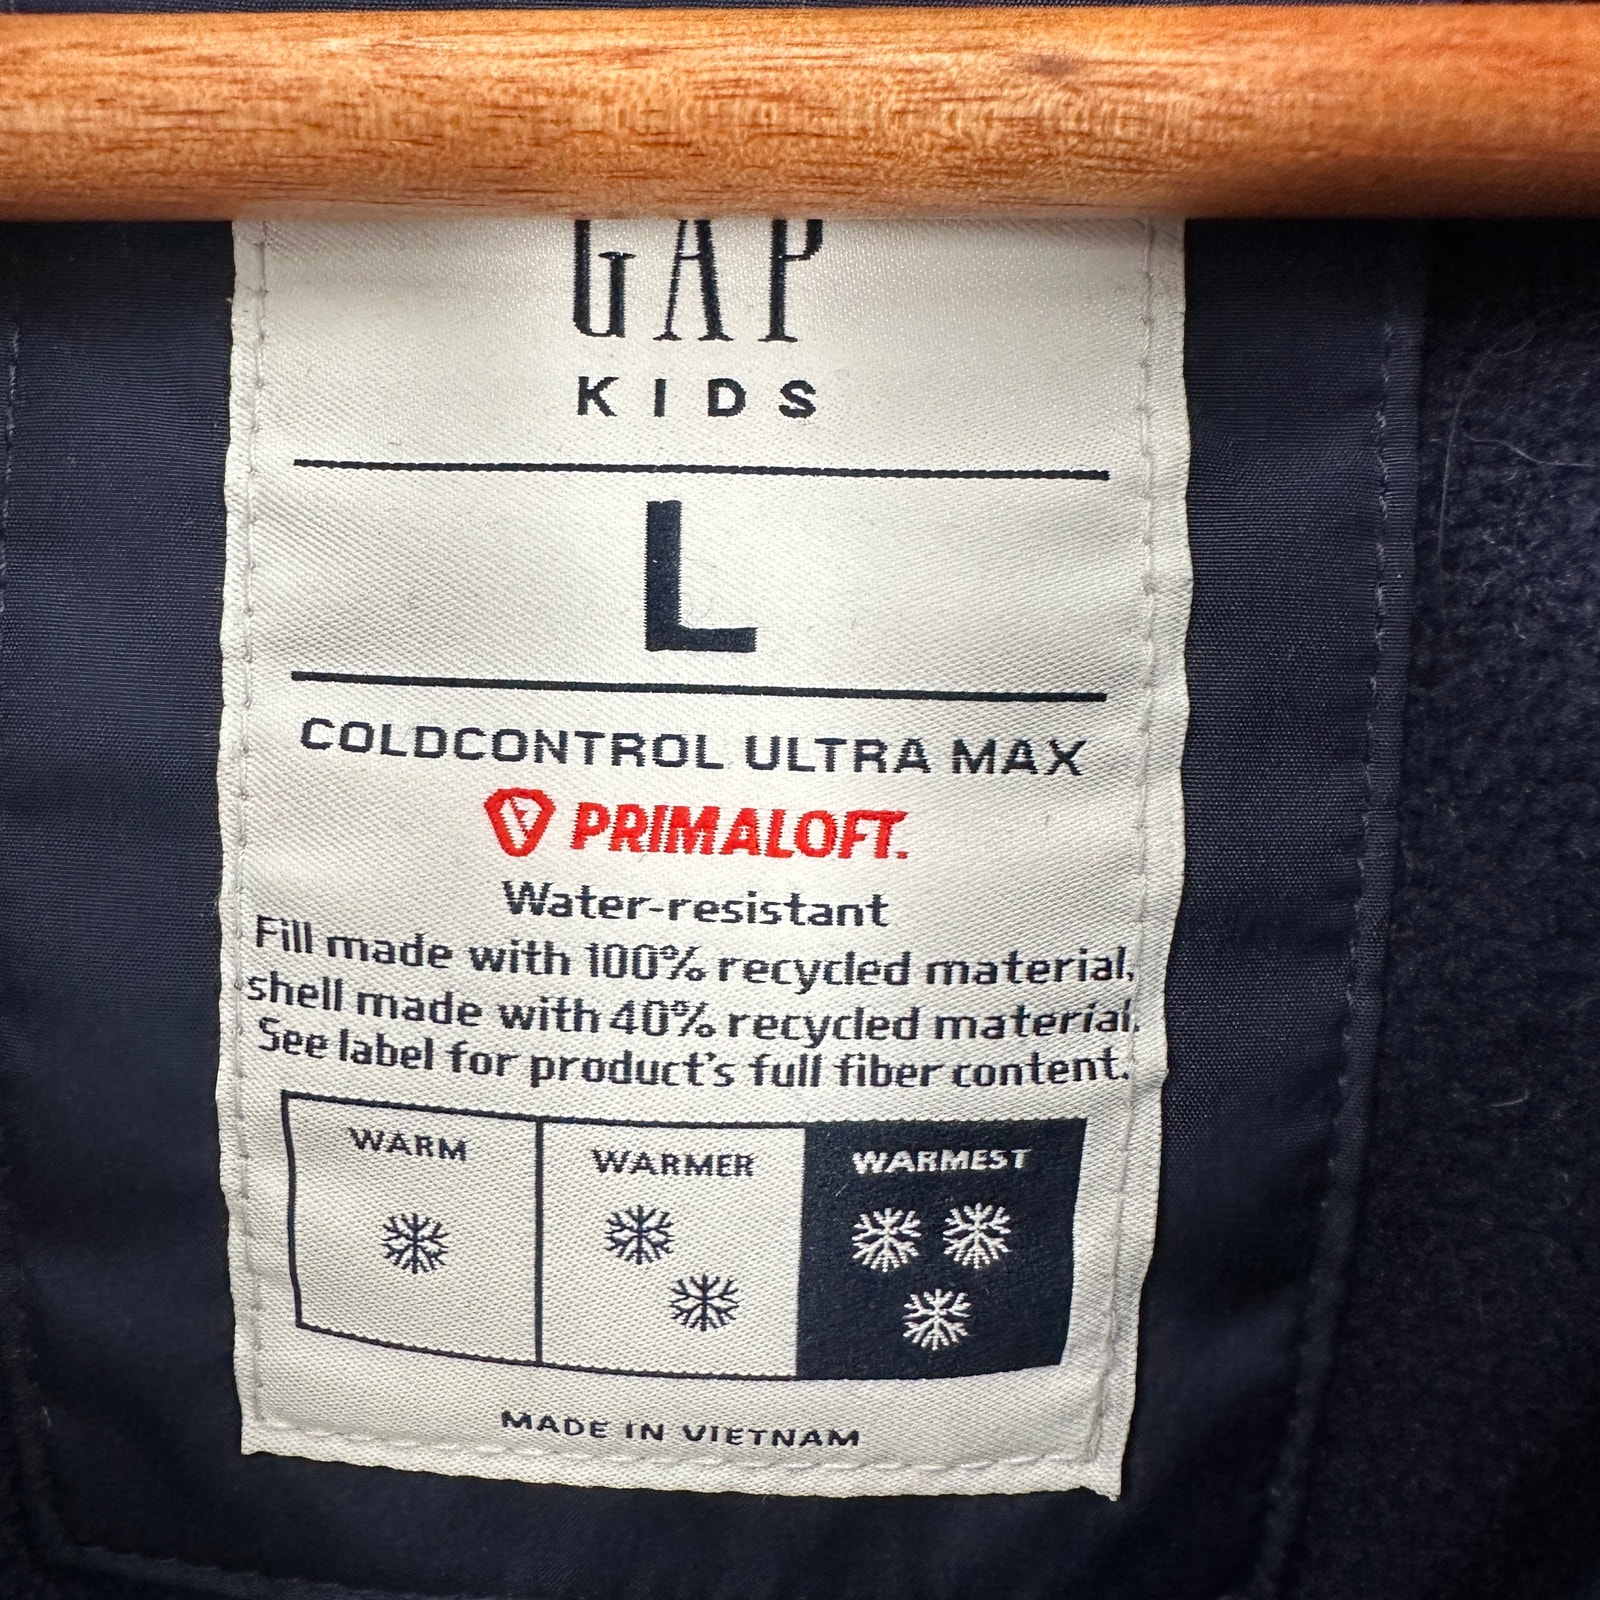 GAP
KIDS
L
COLDCONTROL ULTRA MAX
PRIMALOFT.
Water-resistant
Fill made with 100% recycled material,
shell made with 40% recycled material.
See label for product's full fiber content.
WARM
WARMER
WARMEST
MADE IN VIETNAM